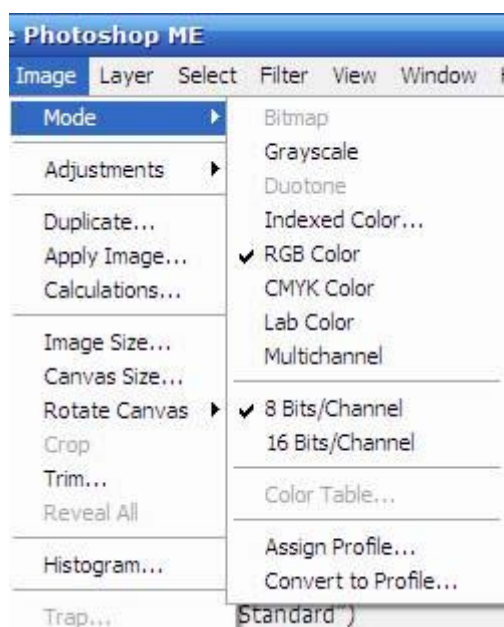 Photoshop ME
Image Layer Select Filter View Window
Mode
Adjustments
Duplicate...
Apply Image...
Calculations...
Image Size...
Canvas Size...
Rotate Canvas
Crop
Trim...
Reveal All
Histogram...
Trap...
Bitmap
Grayscale
Duotone
Indexed Color...
RGB Color
CMYK Color
Lab Color
Multichannel
8 Bits/Channel
16 Bits/Channel
Color Table...
Assign Profile...
Convert to Profile...
Standard")